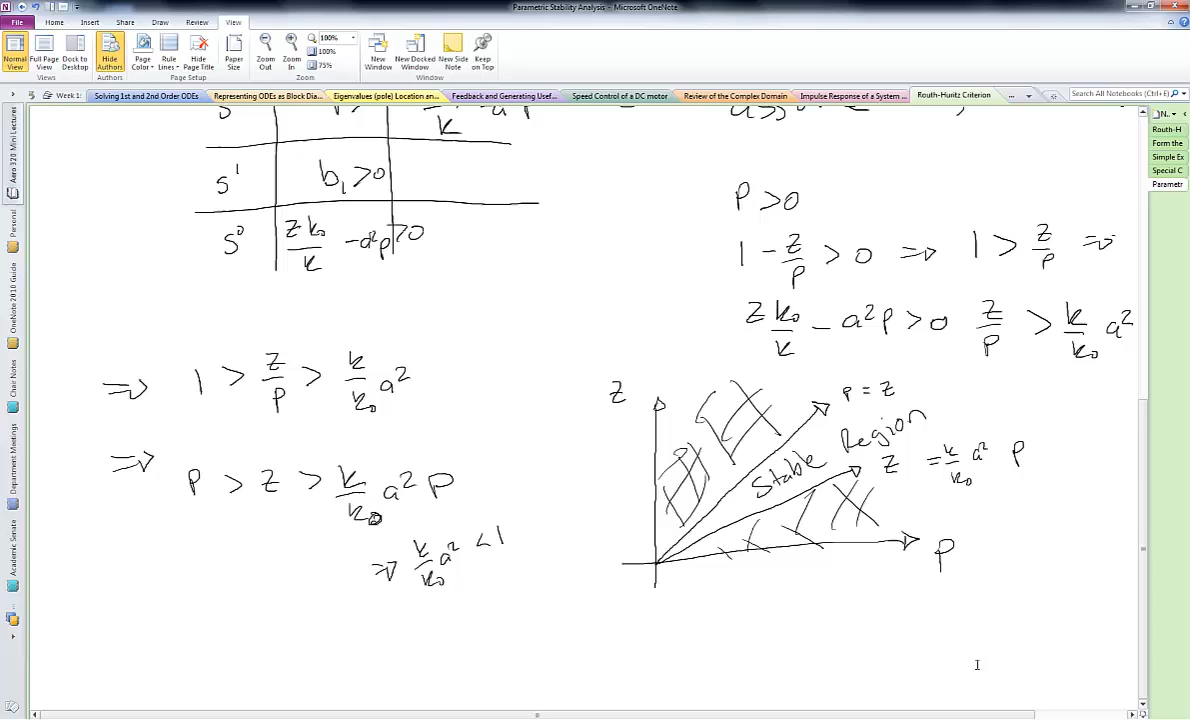 Parametric Stability Analysis - Microsoft OneNote
File Home Insert Share Draw Review View
Normal View Full Page View Dock to Desktop Hide Authors Page Color Rule Lines Hide Page Title Paper Size Zoom Out Zoom In 100% 100% 75% New Window New Docked Window New Side Note Keep on Top
Views Authors Page Setup Zoom Window
Week 1: Solving 1st and 2nd Order ODEs Representing ODEs as Block Dia... Eigenvalues (pole) Location an... Feedback and Generating Usef... Speed Control of a DC motor Review of the Complex Domain Impulse Response of a System ... Routh-Huritz Criterion ... Search All Notebooks (Ctrl+E)
Aero 320 Mini Lectures
Personal
OneNote 2010 Guide
Chair Notes
Department Meetings
Academic Senate
N..
Routh-H
Form the
Simple Ex
Special C
Parametr
s¹ b₁ >0
s⁰ z k₀/k - a²p >0
P >0
1 - z/p > 0 ⇒ 1 > z/p ⇒
z k₀/k - a²p >0 z/p > k/k₀ a²
⇒ 1 > z/p > k/k₀ a²
⇒ p > z > k/k₀ a² p
⇒ k/k₀ a² < 1
z
p = z
Stable Region
z = k/k₀ a² p
p